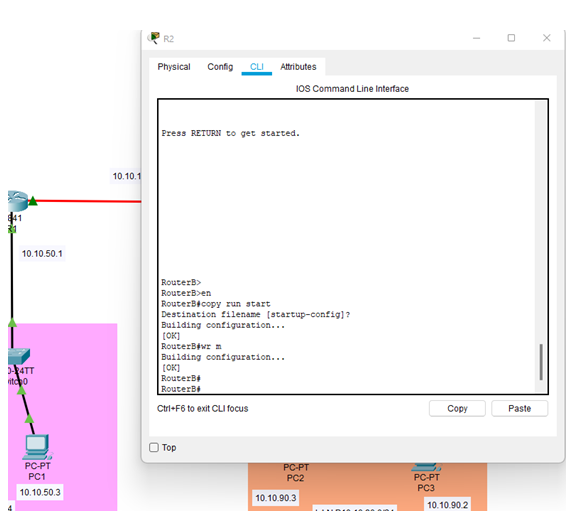 R2
Physical Config CLI Attributes
IOS Command Line Interface
Press RETURN to get started.
RouterB>
RouterB>en
RouterB#copy run start
Destination filename [startup-config]?
Building configuration...
[OK]
RouterB#wr m
Building configuration...
[OK]
RouterB#
RouterB#
Ctrl+F6 to exit CLI focus
Copy
Paste
Top
10.10.1
841
10.10.50.1
0-24TT
PC-PT
PC1
10.10.50.3
4
PC-PT
PC2
10.10.90.3
PC-PT
PC3
10.10.90.2